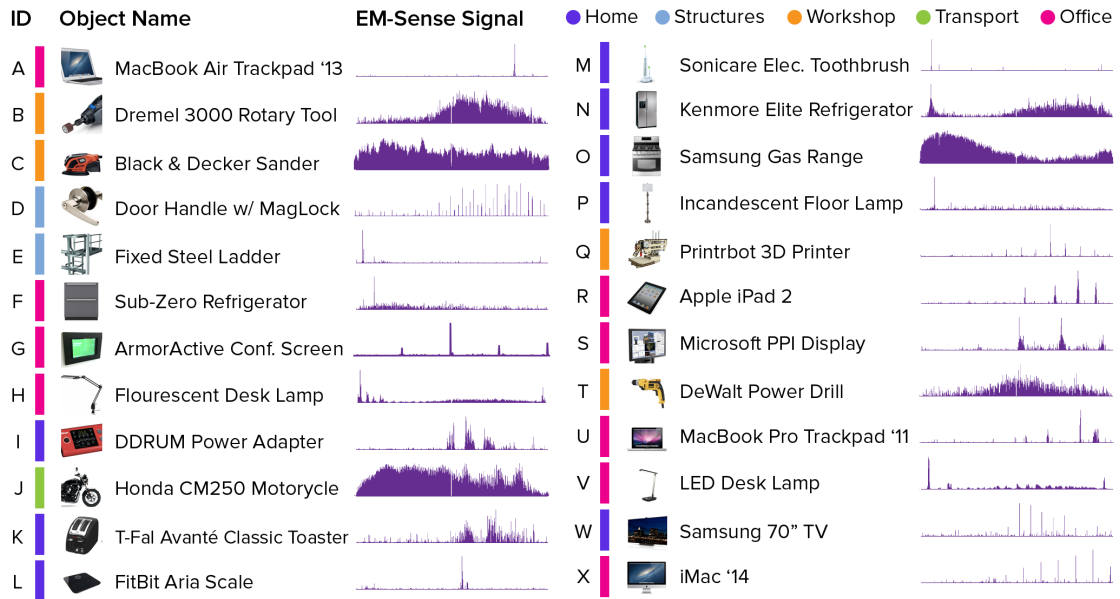 ID Object Name EM-Sense Signal
Home Structures Workshop Transport Office
A MacBook Air Trackpad ‘13
B Dremel 3000 Rotary Tool
C Black & Decker Sander
D Door Handle w/ MagLock
E Fixed Steel Ladder
F Sub-Zero Refrigerator
G ArmorActive Conf. Screen
H Flourescent Desk Lamp
I DDRUM Power Adapter
J Honda CM250 Motorycle
K T-Fal Avanté Classic Toaster
L FitBit Aria Scale
M Sonicare Elec. Toothbrush
N Kenmore Elite Refrigerator
O Samsung Gas Range
P Incandescent Floor Lamp
Q Printrbot 3D Printer
R Apple iPad 2
S Microsoft PPI Display
T DeWalt Power Drill
U MacBook Pro Trackpad ‘11
V LED Desk Lamp
W Samsung 70” TV
X iMac ‘14